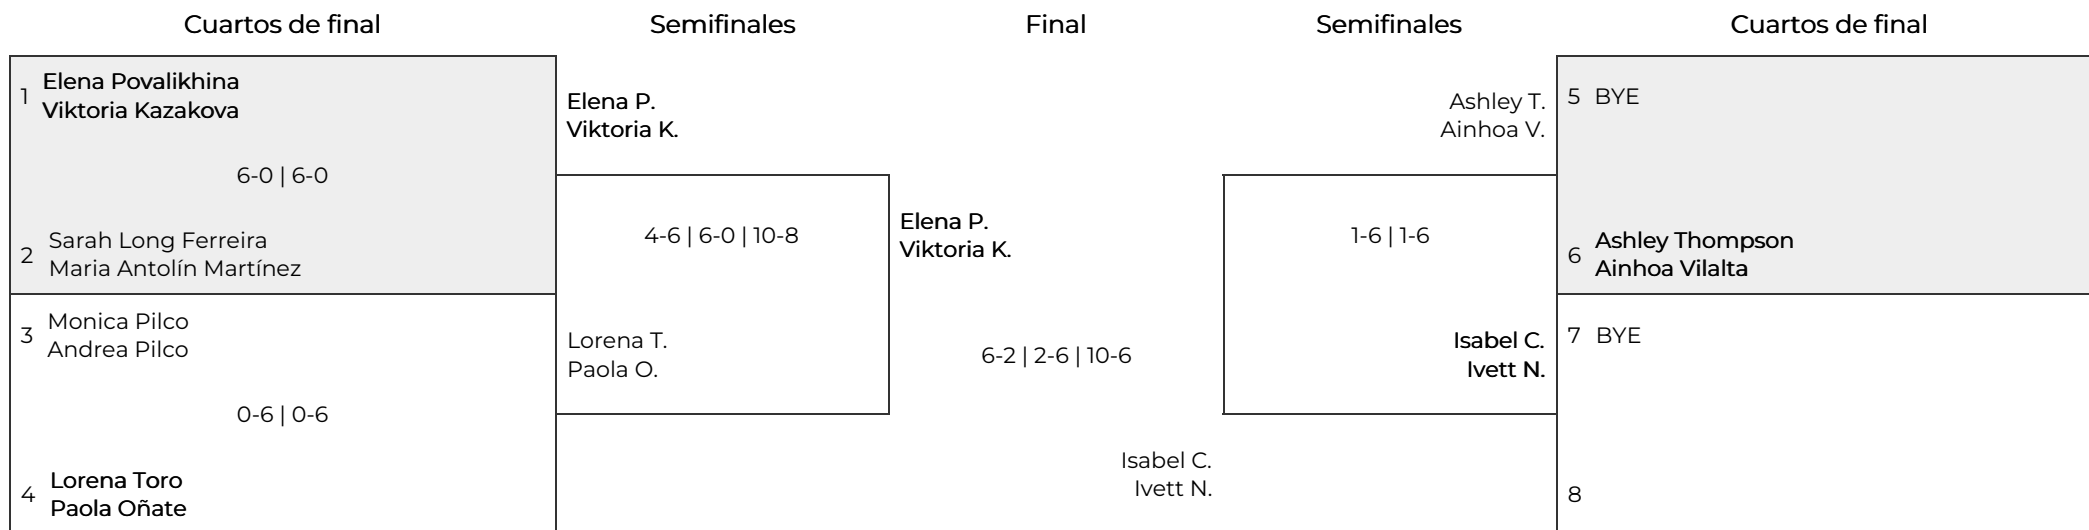 Cuartos de final
Semifinales
Final
Semifinales
Cuartos de final
1
Elena Povalikhina
Viktoria Kazakova
6-0 | 6-0
2
Sarah Long Ferreira
Maria Antolín Martínez
3
Monica Pilco
Andrea Pilco
0-6 | 0-6
4
Lorena Toro
Paola Oñate
Elena P.
Viktoria K.
4-6 | 6-0 | 10-8
Lorena T.
Paola O.
Elena P.
Viktoria K.
6-2 | 2-6 | 10-6
Isabel C.
Ivett N.
Ashley T.
Ainhoa V.
1-6 | 1-6
Isabel C.
Ivett N.
5 BYE
6
Ashley Thompson
Ainhoa Vilalta
7 BYE
8